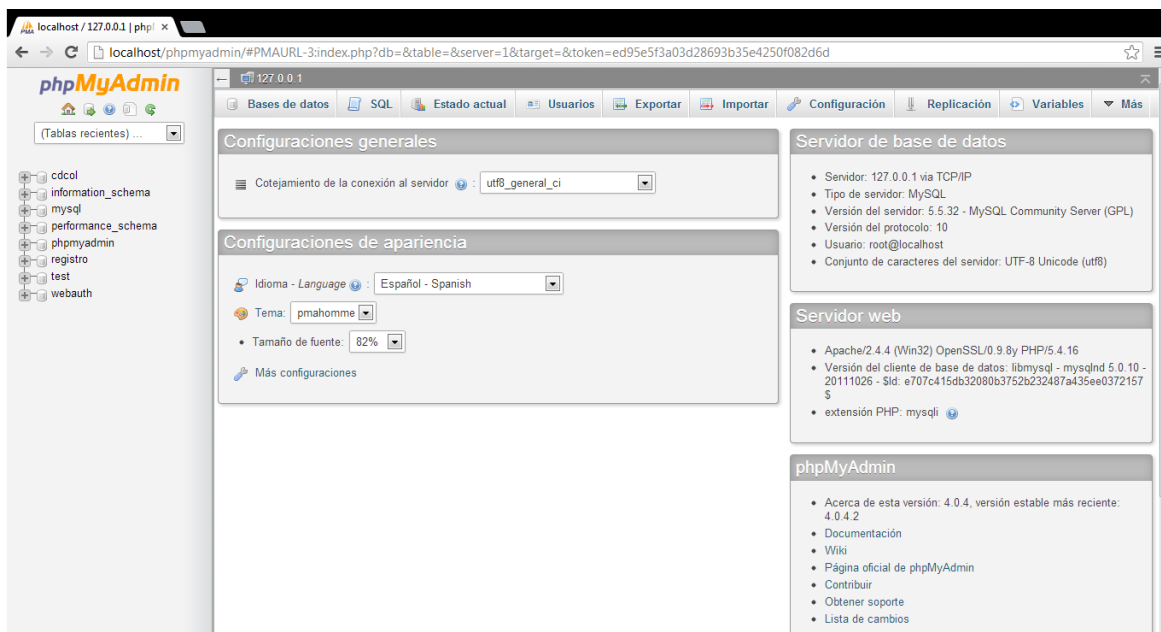 localhost / 127.0.0.1 | phpl
localhost/phpmyadmin/#PMAURL-3:index.php?db=&table=&server=1&target=&token=ed95e5f3a03d28693b35e4250f082d6d
phpMyAdmin
(Tablas recientes) ...
cdcol
information_schema
mysql
performance_schema
phpmyadmin
registro
test
webauth
127.0.0.1
Bases de datos SQL Estado actual Usuarios Exportar Importar Configuración Replicación Variables Más
Configuraciones generales
Cotejamiento de la conexión al servidor : utf8_general_ci
Configuraciones de apariencia
Idioma - Language : Español - Spanish
Tema: pmahomme
Tamaño de fuente: 82%
Más configuraciones
Servidor de base de datos
Servidor: 127.0.0.1 via TCP/IP
Tipo de servidor: MySQL
Versión del servidor: 5.5.32 - MySQL Community Server (GPL)
Versión del protocolo: 10
Usuario: root@localhost
Conjunto de caracteres del servidor: UTF-8 Unicode (utf8)
Servidor web
Apache/2.4.4 (Win32) OpenSSL/0.9.8y PHP/5.4.16
Versión del cliente de base de datos: libmysql - mysqlnd 5.0.10 -
20111026 - $Id: e707c415db32080b3752b232487a435ee0372157
$
extensión PHP: mysqli
phpMyAdmin
Acerca de esta versión: 4.0.4, versión estable más reciente:
4.0.4.2
Documentación
Wiki
Página oficial de phpMyAdmin
Contribuir
Obtener soporte
Lista de cambios